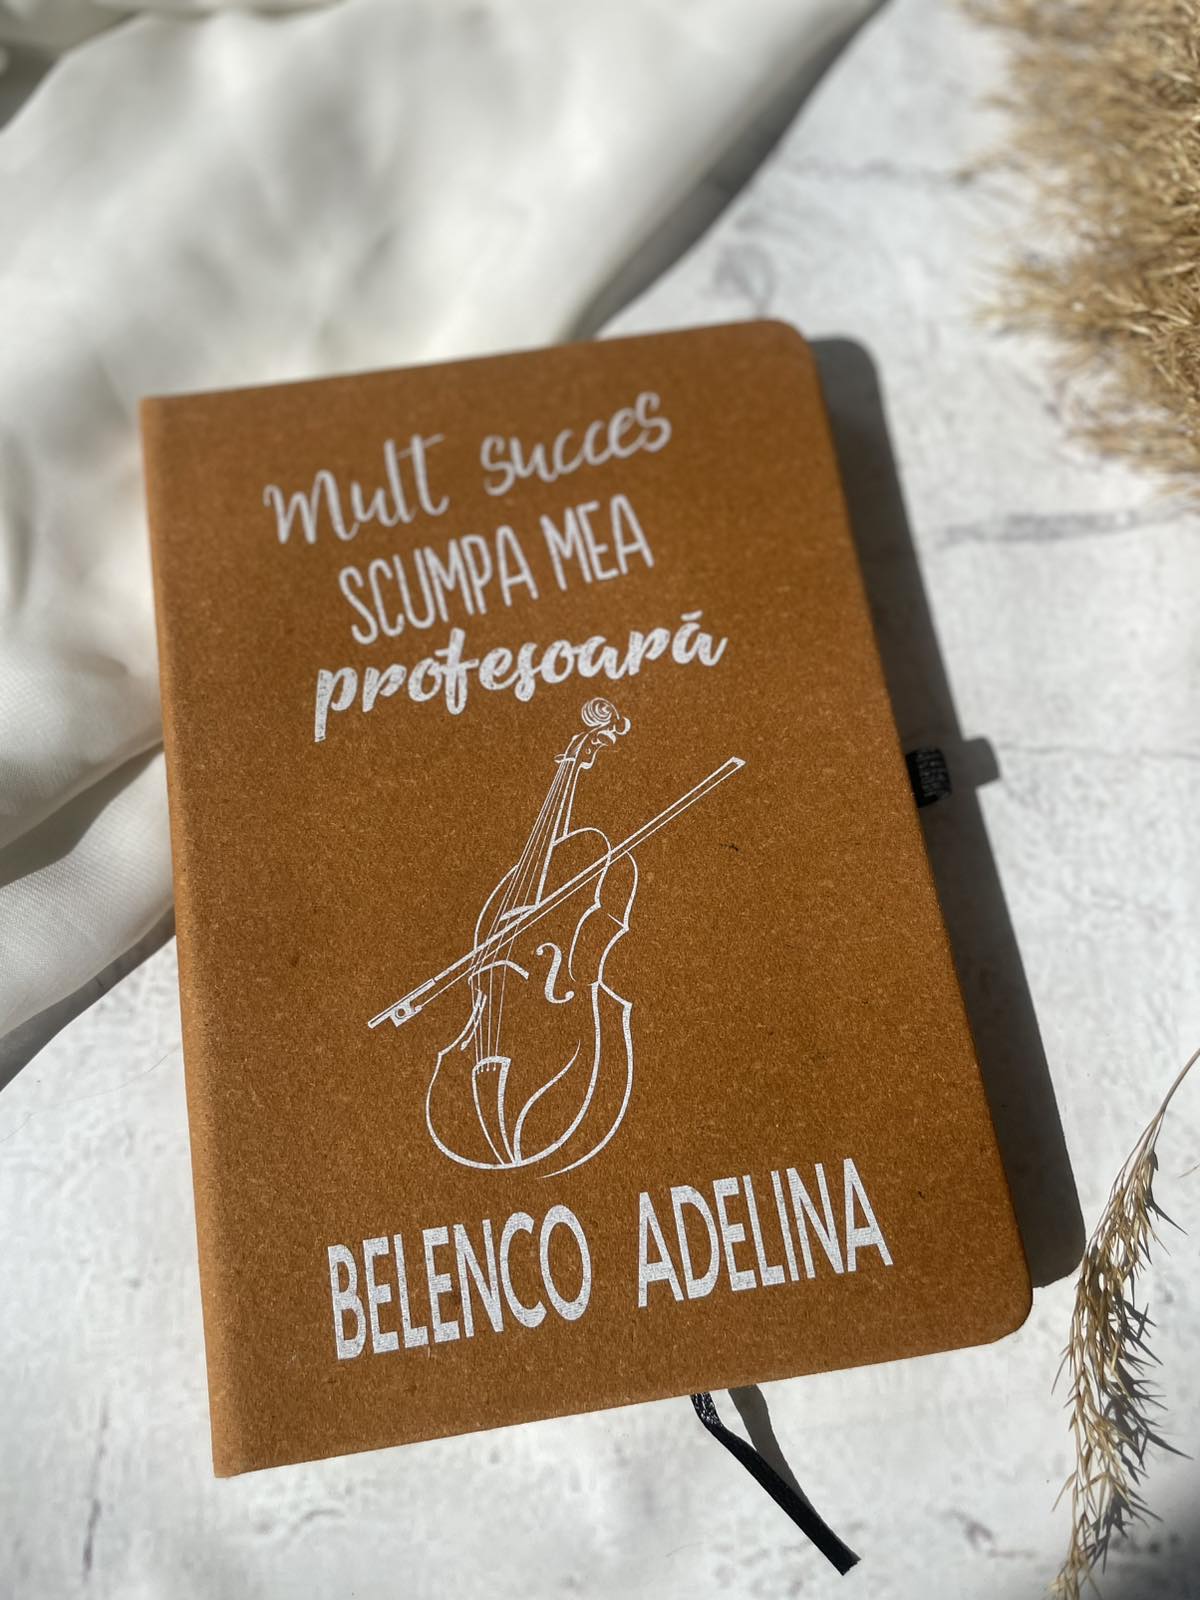 Mult succes
SCUMPA MEA
profesoară
BELENCO ADELINA